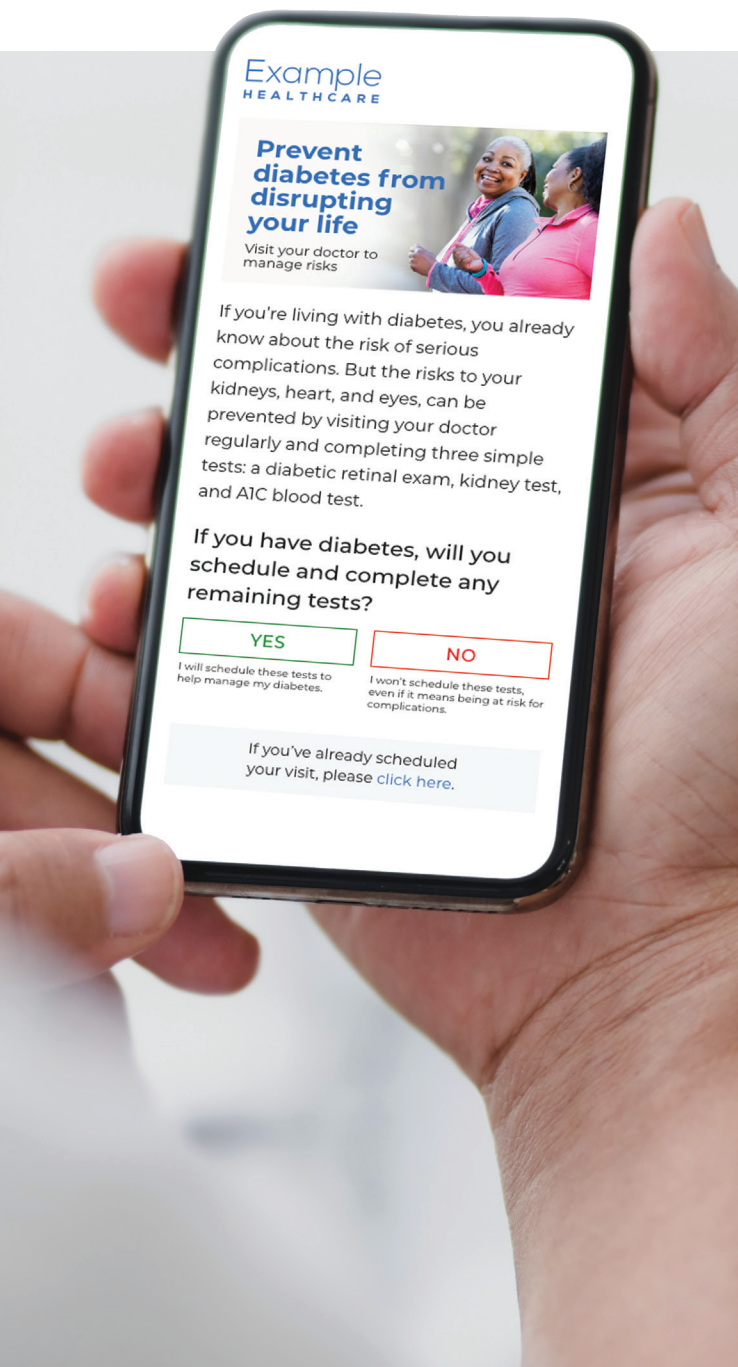 Example
HEALTHCARE
Prevent
diabetes from
disrupting
your life
Visit your doctor to
manage risks
If you're living with diabetes, you already
know about the risk of serious
complications. But the risks to your
kidneys, heart, and eyes, can be
prevented by visiting your doctor
regularly and completing three simple
tests: a diabetic retinal exam, kidney test,
and A1C blood test.
If you have diabetes, will you
schedule and complete any
remaining tests?
YES
I will schedule these tests to
help manage my diabetes.
NO
I won't schedule these tests,
even if it means being at risk for
complications.
If you've already scheduled
your visit, please click here.